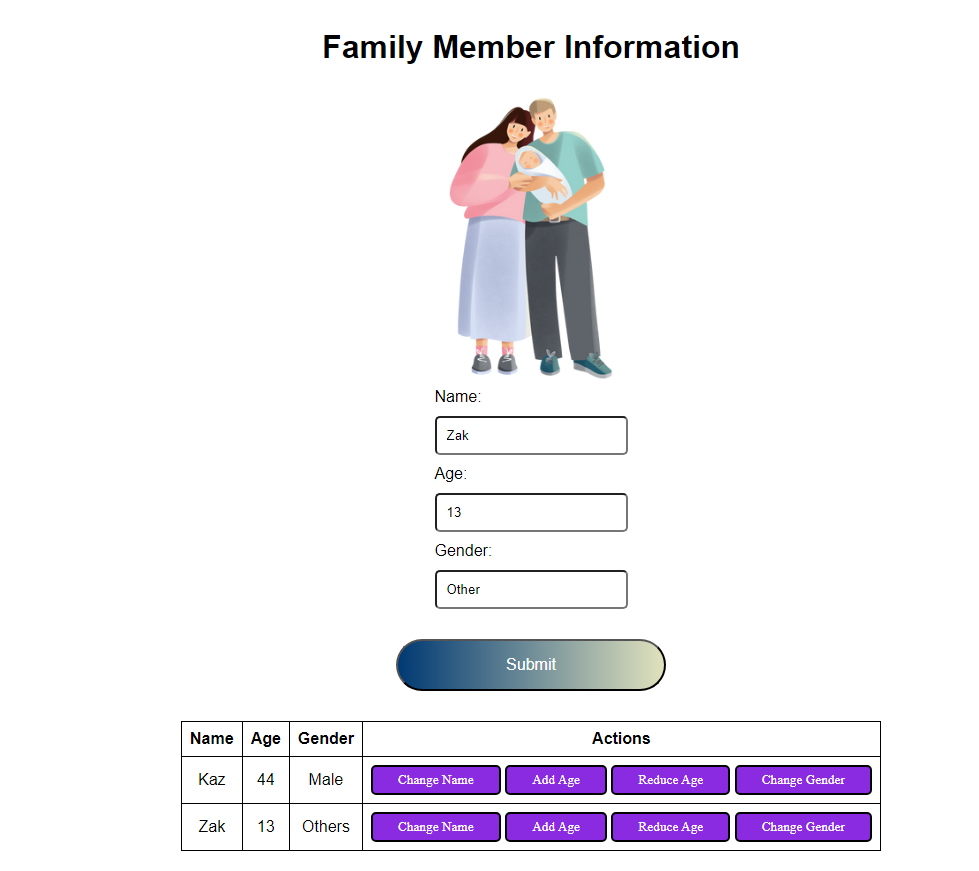 Family Member Information
Name:
Zak
Age:
13
Gender:
Other
Submit
Name Age Gender Actions
Kaz 44 Male Change Name Add Age Reduce Age Change Gender
Zak 13 Others Change Name Add Age Reduce Age Change Gender